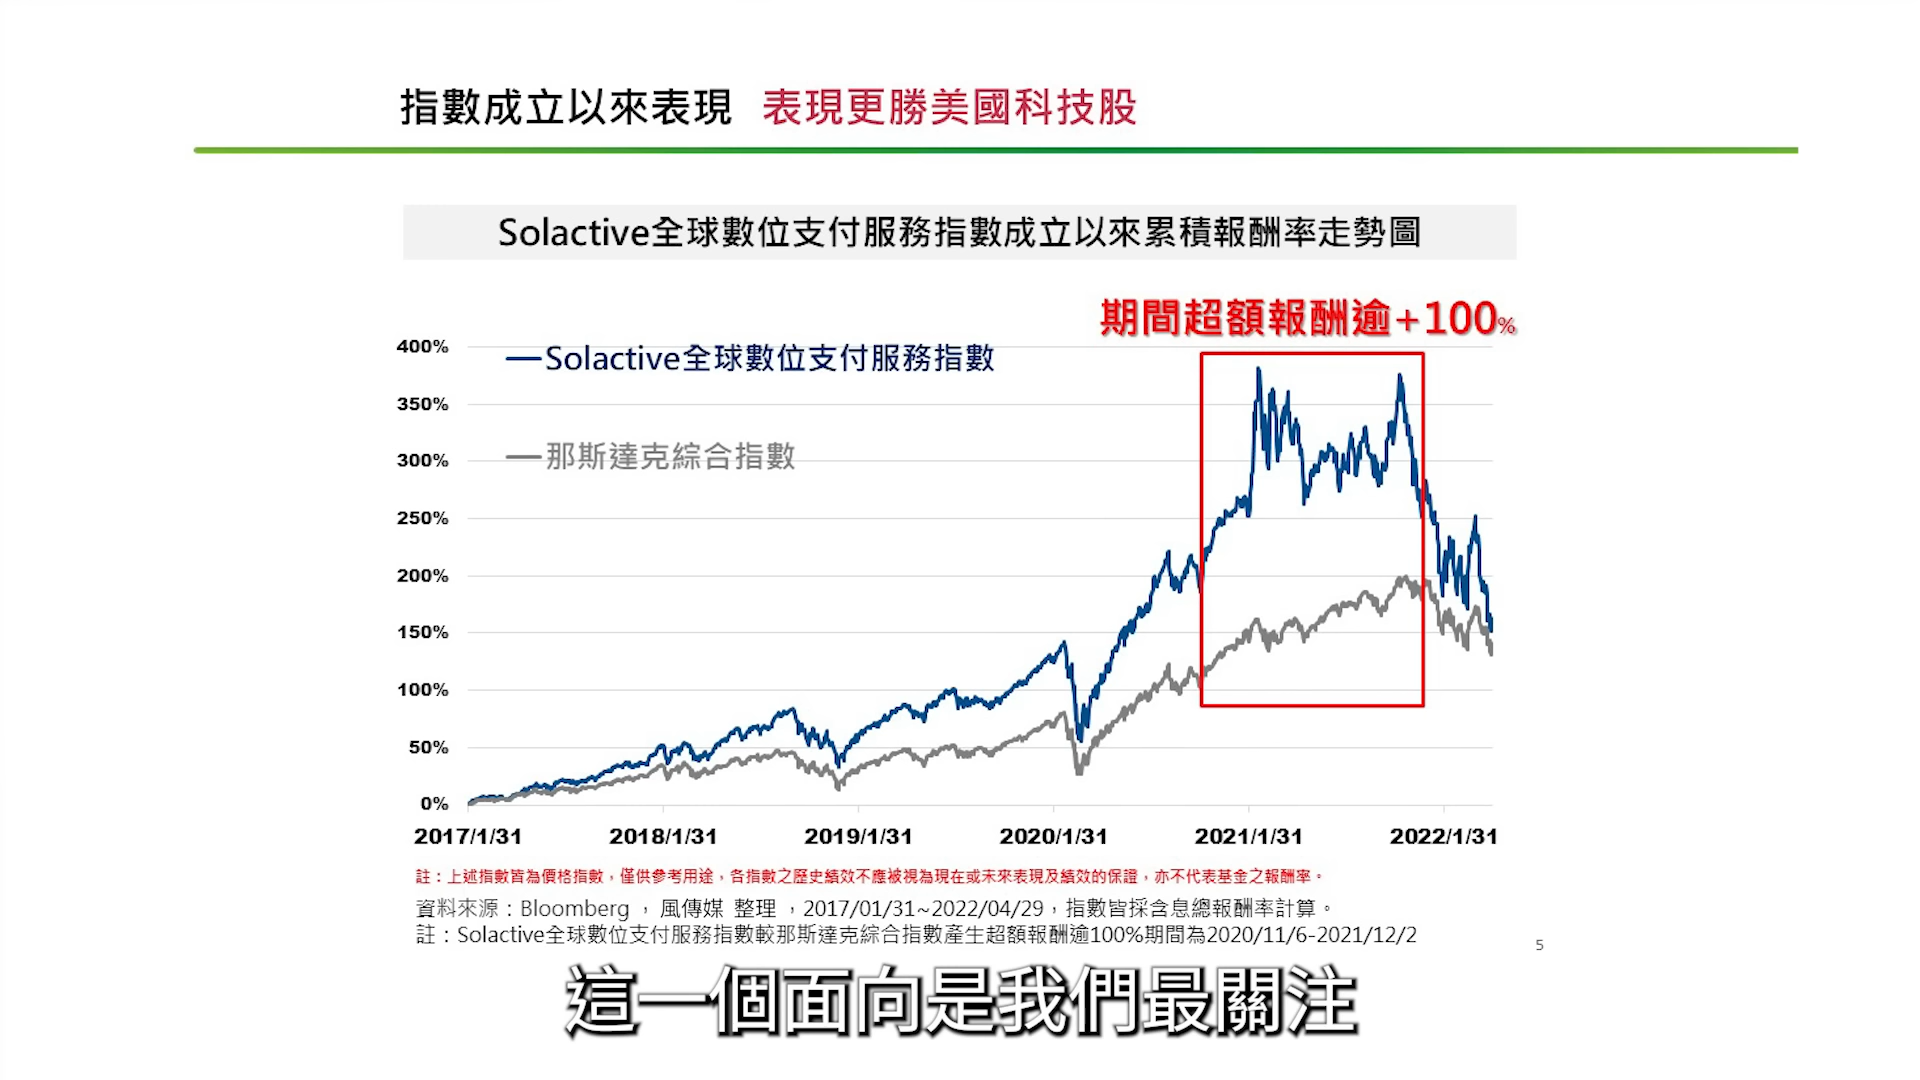 指數成立以來表現 表現更勝美國科技股
Solactive全球數位支付服務指數成立以來累積報酬率走勢圖
期間超額報酬逾+100%
400%
Solactive全球數位支付服務指數
350%
那斯達克綜合指數
300%
250%
200%
150%
100%
50%
0%
2017/1/31 2018/1/31 2019/1/31 2020/1/31 2021/1/31 2022/1/31
註：上述指數皆為價格指數，僅供參考用途，各指數之歷史績效不應被視為現在或未來表現及績效的保證，亦不代表基金之報酬率。
資料來源：Bloomberg ， 風傳媒 整理 ，2017/01/31~2022/04/29，指數皆採含息總報酬率計算。
註：Solactive全球數位支付服務指數較那斯達克綜合指數產生超額報酬逾100%期間為2020/11/6-2021/12/2
5
這一個面向是我們最關注